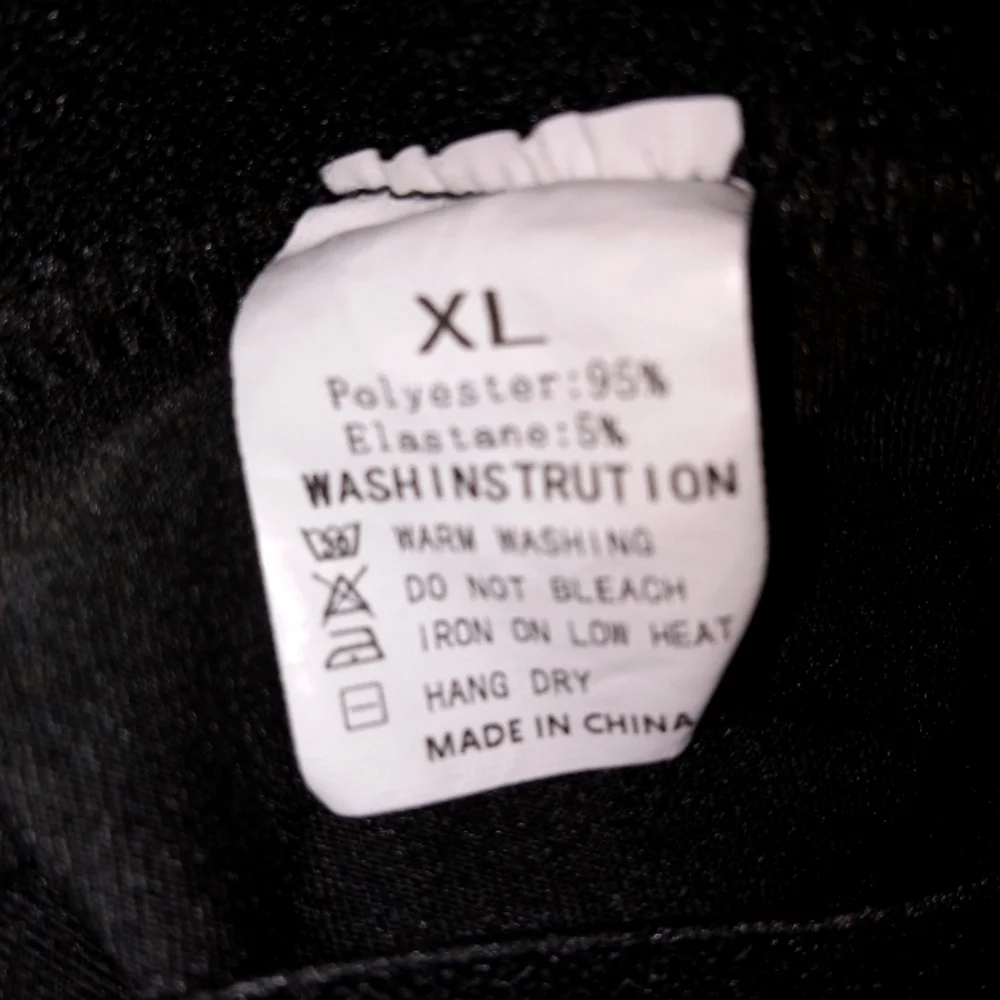 XL
Polyester:95%
Elastane:5%
WASHINSTRUTION
30 WARM WASHING
DO NOT BLEACH
IRON ON LOW HEAT
HANG DRY
MADE IN CHINA